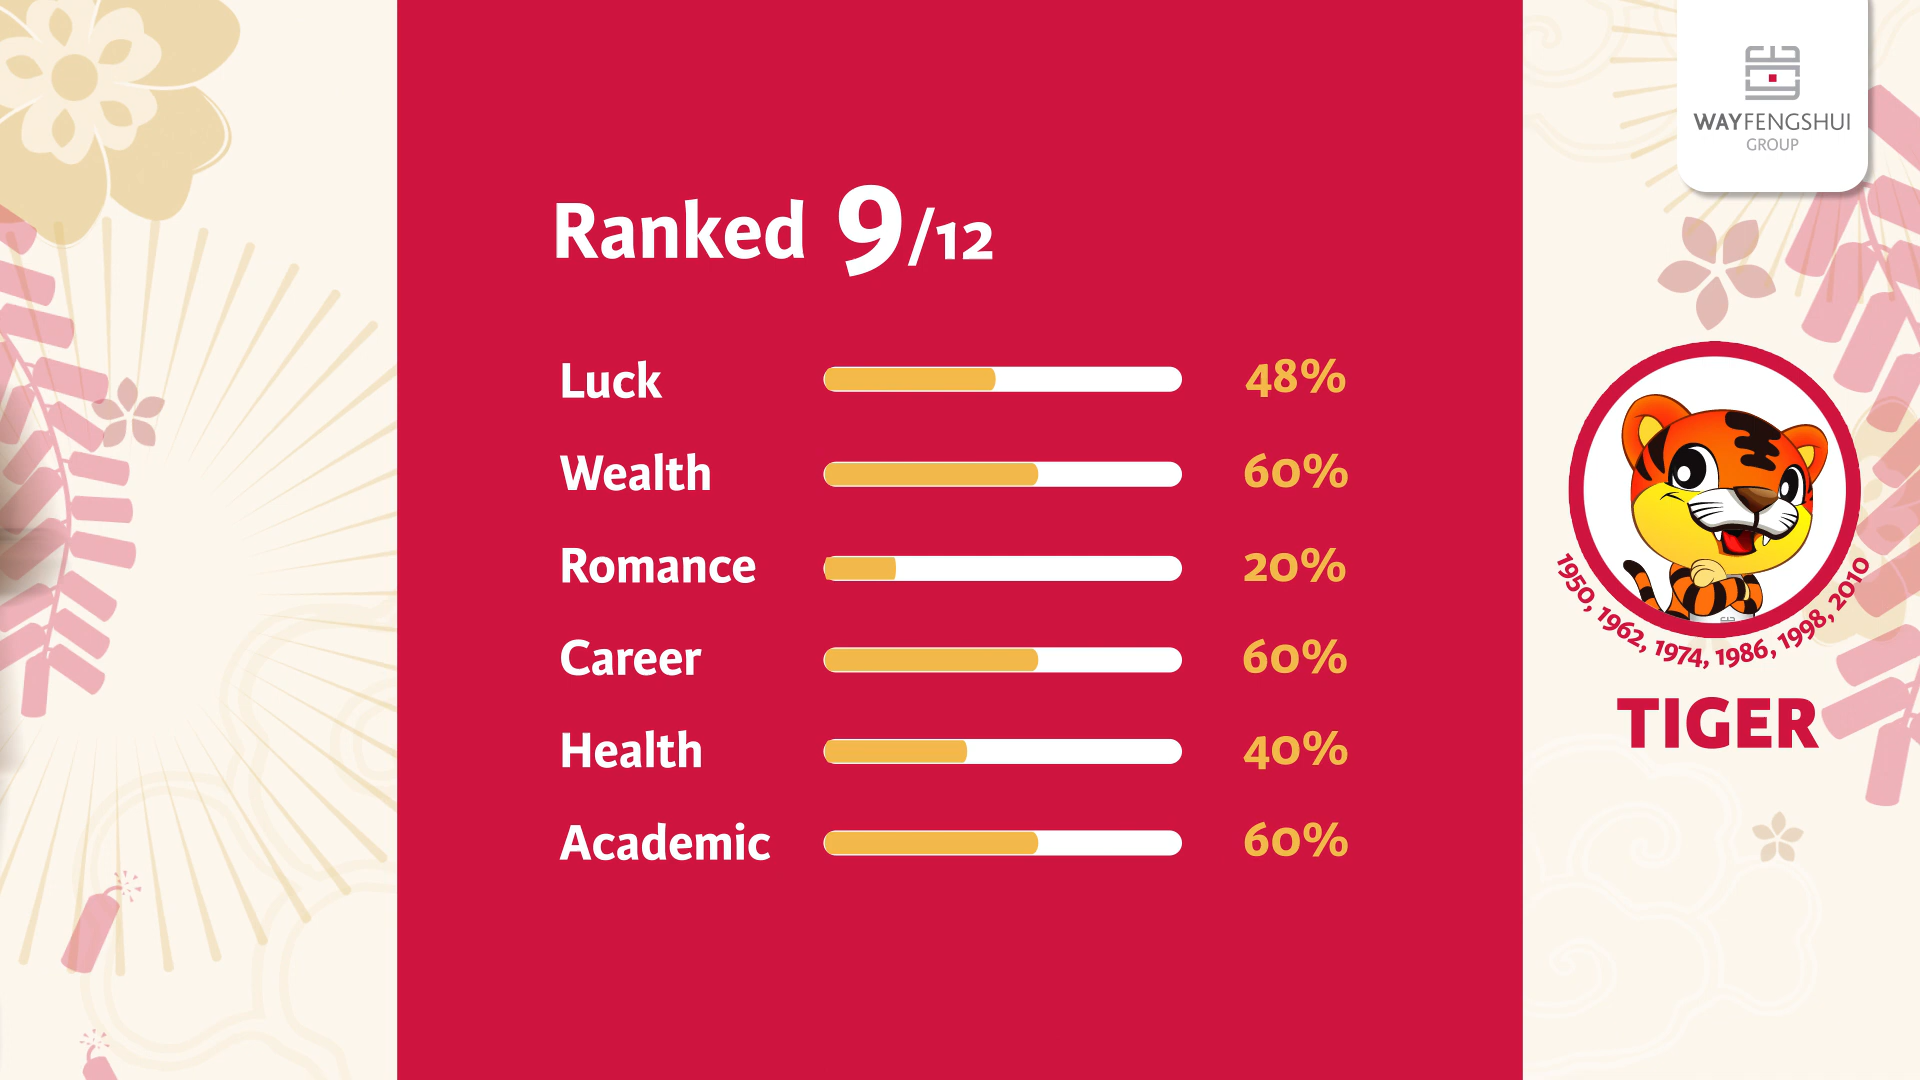 WAYFENGSHUI
GROUP
Ranked 9/12
Luck 48%
Wealth 60%
Romance 20%
Career 60%
Health 40%
Academic 60%
1950, 1962, 1974, 1986, 1998, 2010
TIGER